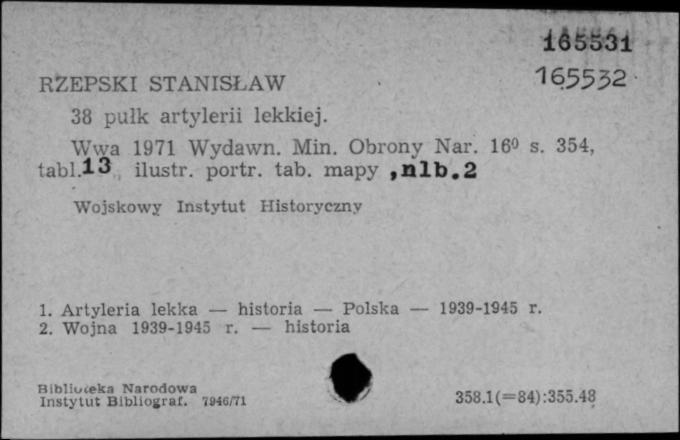 165531
165532
RZEPSKI STANISŁAW
38 pułk artylerii lekkiej.
Wwa 1971 Wydawn. Min. Obrony Nar. 16⁰ s. 354,
tabl.13, ilustr. portr. tab. mapy ,nlb.2
Wojskowy Instytut Historyczny
1. Artyleria lekka — historia — Polska — 1939-1945 r.
2. Wojna 1939-1945 r. — historia
Biblioteka Narodowa
Instytut Bibliograf. 7946/71
358.1(=84):355.48